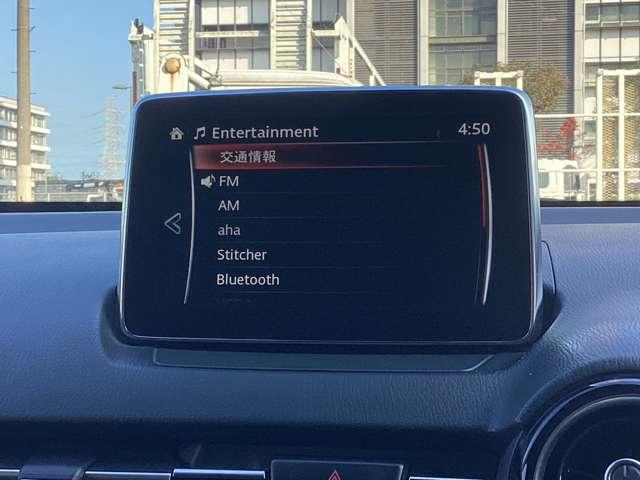 Entertainment 4:50
交通情報
FM
AM
aha
Stitcher
Bluetooth